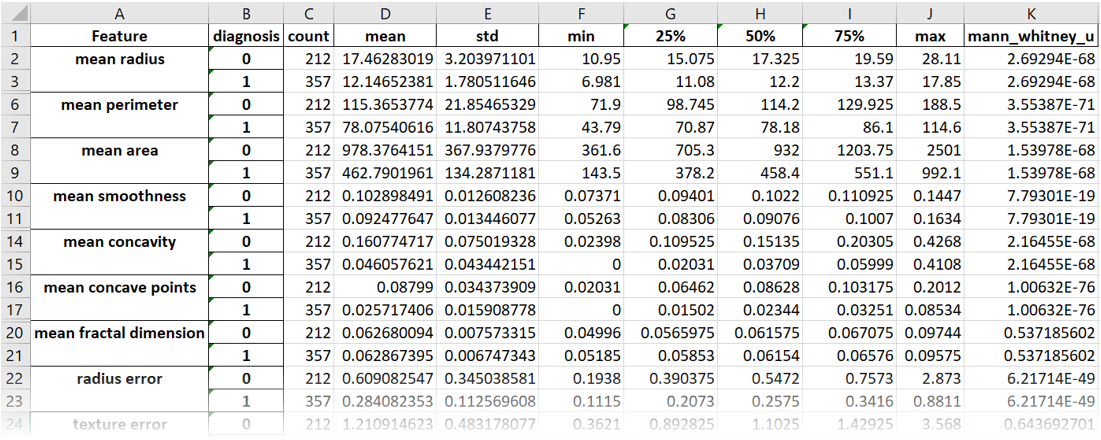 A B C D E F G H I J K
1 Feature diagnosis count mean std min 25% 50% 75% max mann_whitney_u
2 mean radius 0 212 17.46283019 3.203971101 10.95 15.075 17.325 19.59 28.11 2.69294E-68
3 1 357 12.14652381 1.780511646 6.981 11.08 12.2 13.37 17.85 2.69294E-68
6 mean perimeter 0 212 115.3653774 21.85465329 71.9 98.745 114.2 129.925 188.5 3.55387E-71
7 1 357 78.07540616 11.80743758 43.79 70.87 78.18 86.1 114.6 3.55387E-71
8 mean area 0 212 978.3764151 367.9379776 361.6 705.3 932 1203.75 2501 1.53978E-68
9 1 357 462.7901961 134.2871181 143.5 378.2 458.4 551.1 992.1 1.53978E-68
10 mean smoothness 0 212 0.102898491 0.012608236 0.07371 0.09401 0.1022 0.110925 0.1447 7.79301E-19
11 1 357 0.092477647 0.013446077 0.05263 0.08306 0.09076 0.1007 0.1634 7.79301E-19
14 mean concavity 0 212 0.160774717 0.075019328 0.02398 0.109525 0.15135 0.20305 0.4268 2.16455E-68
15 1 357 0.046057621 0.043442151 0 0.02031 0.03709 0.05999 0.4108 2.16455E-68
16 mean concave points 0 212 0.08799 0.034373909 0.02031 0.06462 0.08628 0.103175 0.2012 1.00632E-76
17 1 357 0.025717406 0.015908778 0 0.01502 0.02344 0.03251 0.08534 1.00632E-76
20 mean fractal dimension 0 212 0.062680094 0.007573315 0.04996 0.0565975 0.061575 0.067075 0.09744 0.537185602
21 1 357 0.062867395 0.006747343 0.05185 0.05853 0.06154 0.06576 0.09575 0.537185602
22 radius error 0 212 0.609082547 0.345038581 0.1938 0.390375 0.5472 0.7573 2.873 6.21714E-49
23 1 357 0.284082353 0.112569608 0.1115 0.2073 0.2575 0.3416 0.8811 6.21714E-49
24 texture error 0 212 1.210914623 0.483178077 0.3621 0.892825 1.1025 1.42925 3.568 0.643692701